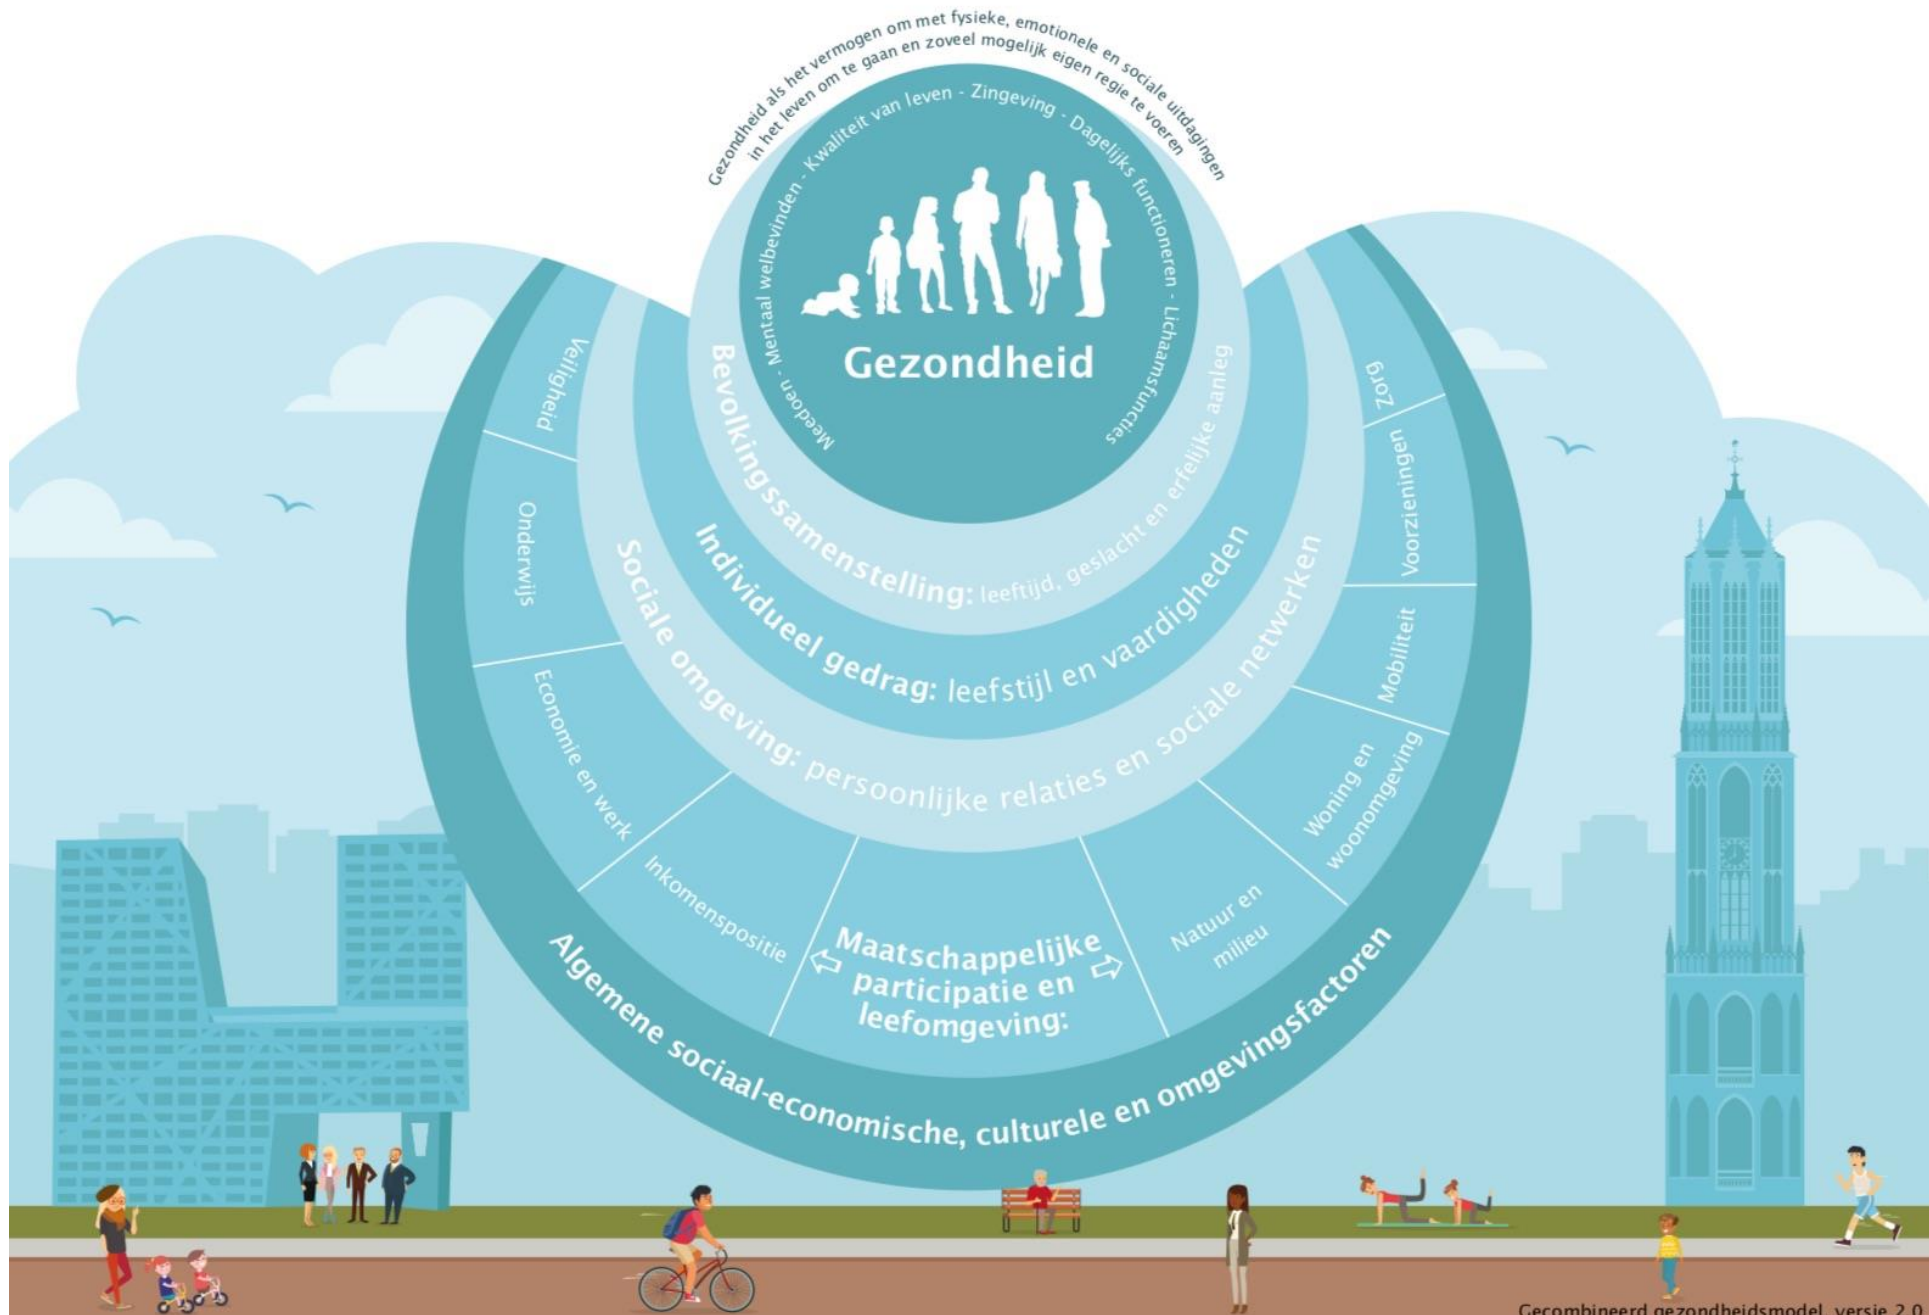 Gezondheid als het vermogen om met fysieke, emotionele en sociale uitdagingen
in het leven om te gaan en zoveel mogelijk eigen regie te voeren
Meedoen - Mentaal welbevinden - Kwaliteit van leven - Zingeving - Dagelijks functioneren - Lichaamsfuncties
Gezondheid
Bevolkingssamenstelling: leeftijd, geslacht en erfelijke aanleg
Individueel gedrag: leefstijl en vaardigheden
Sociale omgeving: persoonlijke relaties en sociale netwerken
Veiligheid
Onderwijs
Economie en werk
Inkomenspositie
Maatschappelijke
participatie en
leefomgeving:
Natuur en
milieu
Woning en
woonomgeving
Mobiliteit
Voorzieningen
Zorg
Algemene sociaal-economische, culturele en omgevingsfactoren
Gecombineerd gezondheidsmodel, versie 2.0